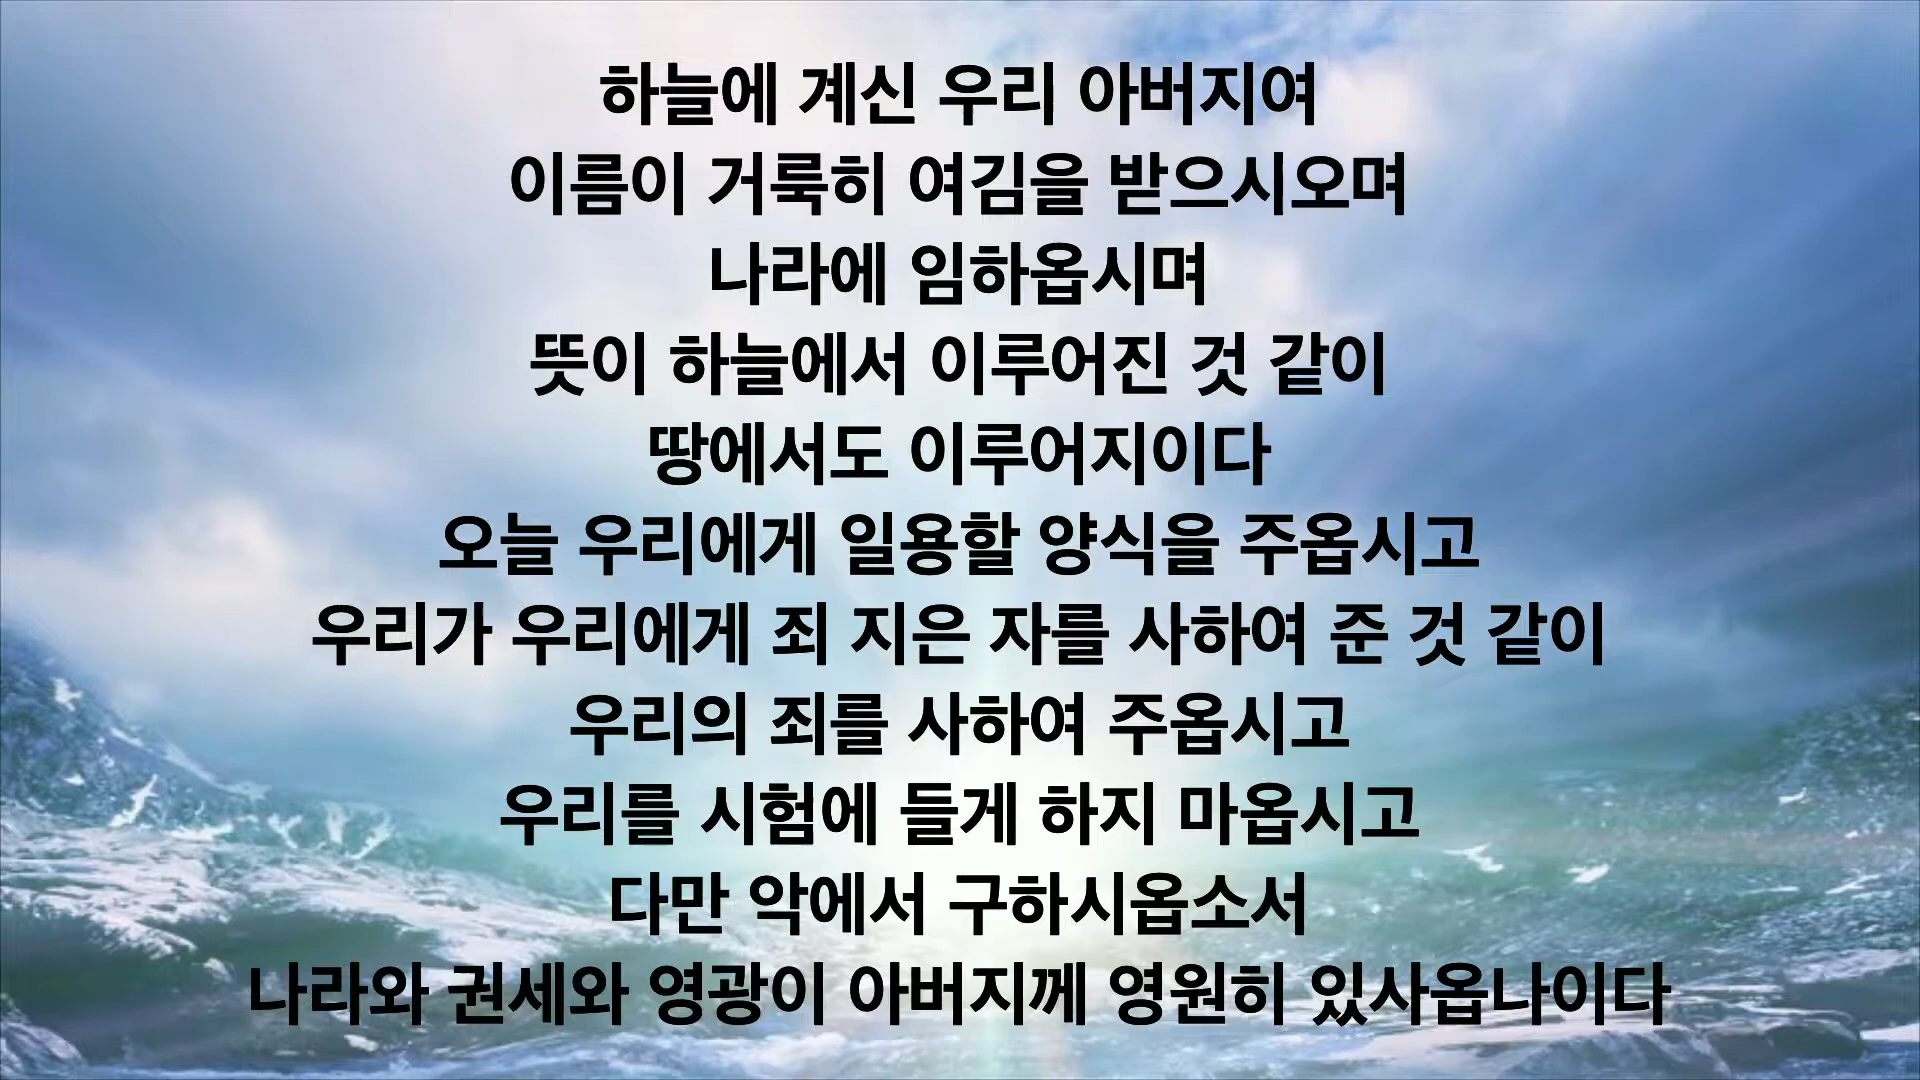 하늘에 계신 우리 아버지여
이름이 거룩히 여김을 받으시오며
나라에 임하옵시며
뜻이 하늘에서 이루어진 것 같이
땅에서도 이루어지이다
오늘 우리에게 일용할 양식을 주옵시고
우리가 우리에게 죄 지은 자를 사하여 준 것 같이
우리의 죄를 사하여 주옵시고
우리를 시험에 들게 하지 마옵시고
다만 악에서 구하시옵소서
나라와 권세와 영광이 아버지께 영원히 있사옵나이다